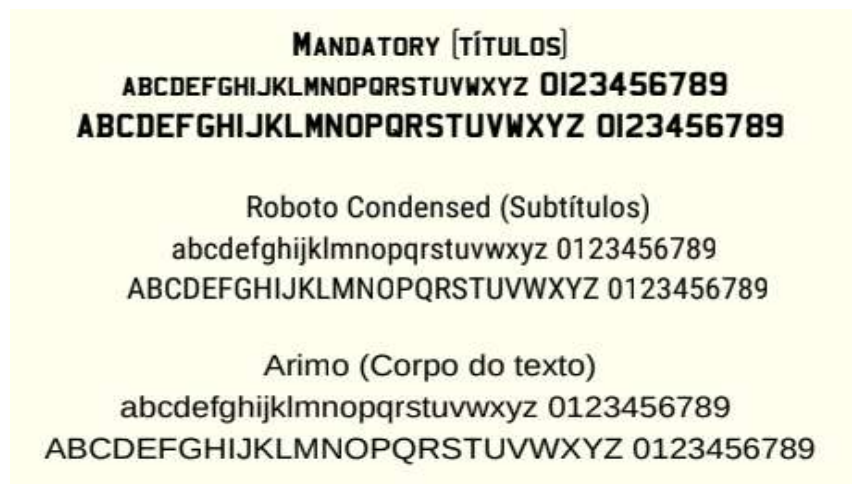 Mandatory (títulos)
abcdefghijklmnopqrstuvwxyz 0123456789
ABCDEFGHIJKLMNOPQRSTUVWXYZ 0123456789
Roboto Condensed (Subtítulos)
abcdefghijklmnopqrstuvwxyz 0123456789
ABCDEFGHIJKLMNOPQRSTUVWXYZ 0123456789
Arimo (Corpo do texto)
abcdefghijklmnopqrstuvwxyz 0123456789
ABCDEFGHIJKLMNOPQRSTUVWXYZ 0123456789